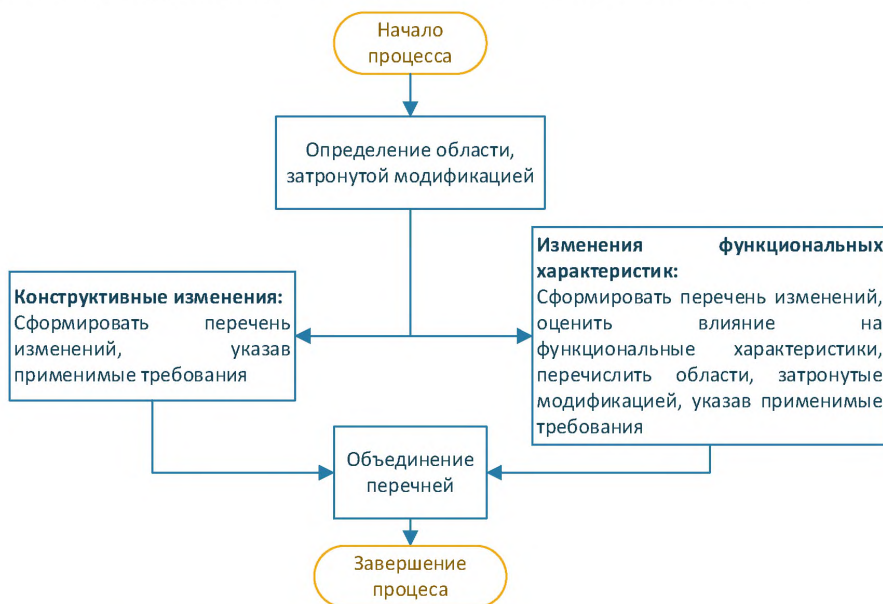 Начало
процесса
Определение области,
затронутой модификацией
Конструктивные изменения:
Сформировать перечень
изменений, указав
применимые требования
Изменения функциональных
характеристик:
Сформировать перечень изменений,
оценить влияние на
функциональные характеристики,
перечислить области, затронутые
модификацией, указав применимые
требования
Объединение
перечней
Завершение
процеса